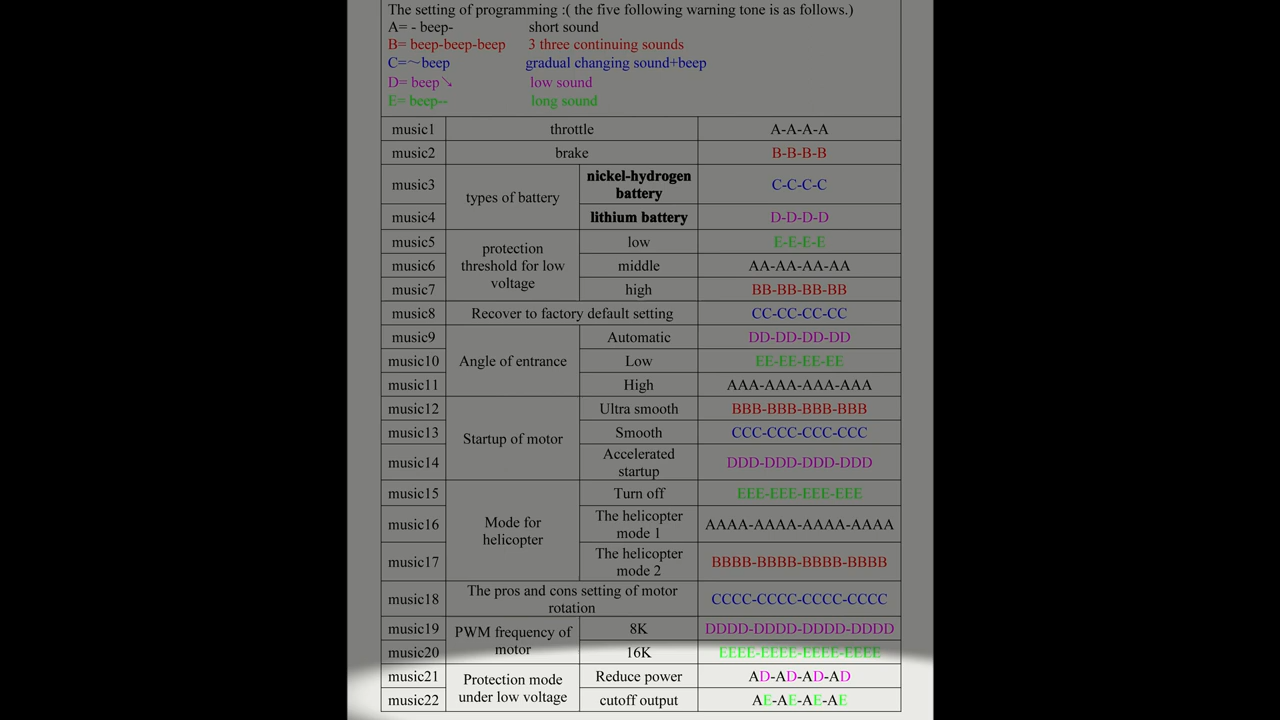 The setting of programming :( the five following warning tone is as follows.)
A= - beep- short sound
B= beep-beep-beep 3 three continuing sounds
C=～beep gradual changing sound+beep
D= beep↘ low sound
E= beep-- long sound
music1 throttle A-A-A-A
music2 brake B-B-B-B
music3 types of battery nickel-hydrogen battery C-C-C-C
music4 lithium battery D-D-D-D
music5 protection threshold for low voltage low E-E-E-E
music6 middle AA-AA-AA-AA
music7 high BB-BB-BB-BB
music8 Recover to factory default setting CC-CC-CC-CC
music9 Angle of entrance Automatic DD-DD-DD-DD
music10 Low EE-EE-EE-EE
music11 High AAA-AAA-AAA-AAA
music12 Startup of motor Ultra smooth BBB-BBB-BBB-BBB
music13 Smooth CCC-CCC-CCC-CCC
music14 Accelerated startup DDD-DDD-DDD-DDD
music15 Mode for helicopter Turn off EEE-EEE-EEE-EEE
music16 The helicopter mode 1 AAAA-AAAA-AAAA-AAAA
music17 The helicopter mode 2 BBBB-BBBB-BBBB-BBBB
music18 The pros and cons setting of motor rotation CCCC-CCCC-CCCC-CCCC
music19 PWM frequency of motor 8K DDDD-DDDD-DDDD-DDDD
music20 16K EEEE-EEEE-EEEE-EEEE
music21 Protection mode under low voltage Reduce power AD-AD-AD-AD
music22 cutoff output AE-AE-AE-AE